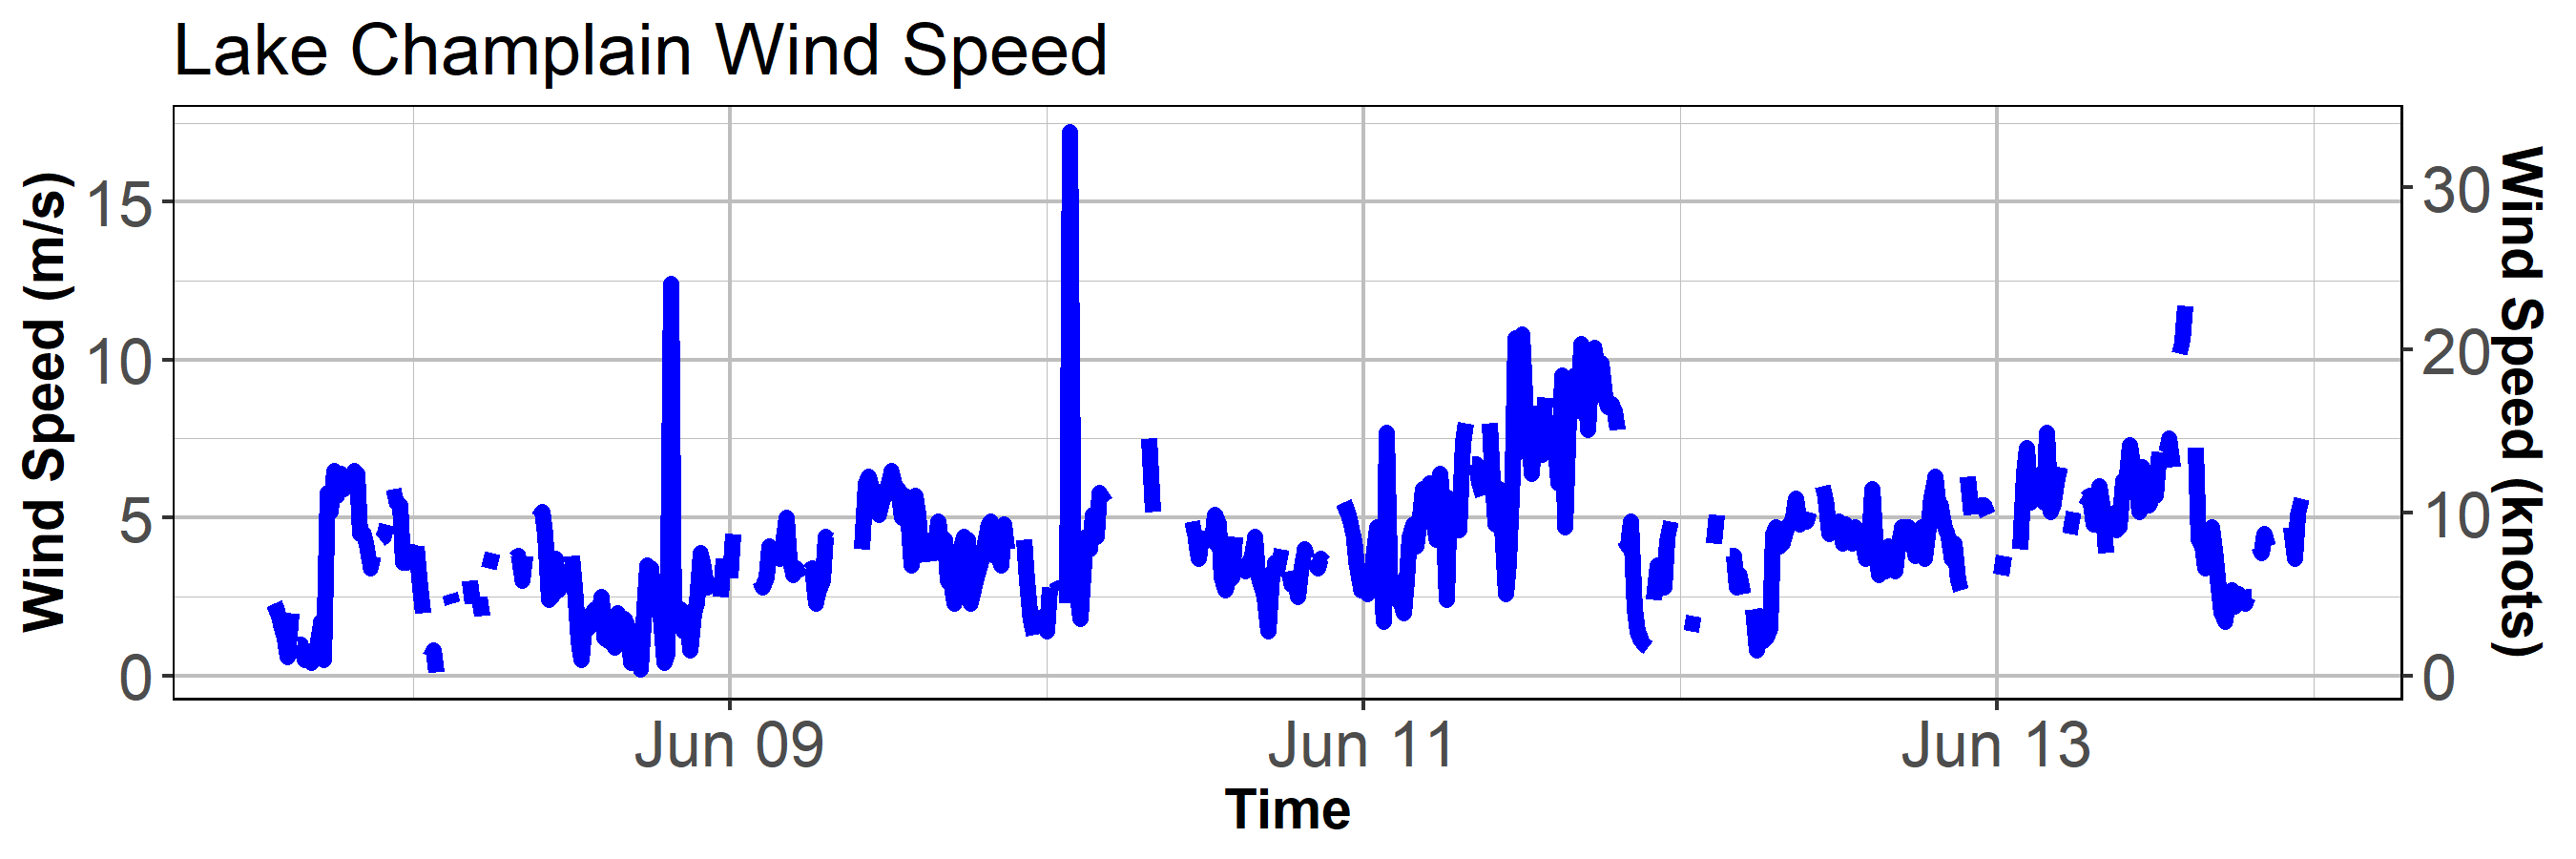 Lake Champlain Wind Speed
Wind Speed (m/s)
15
10
5
0
30
20
10
0
Wind Speed (knots)
Jun 09
Jun 11
Jun 13
Time